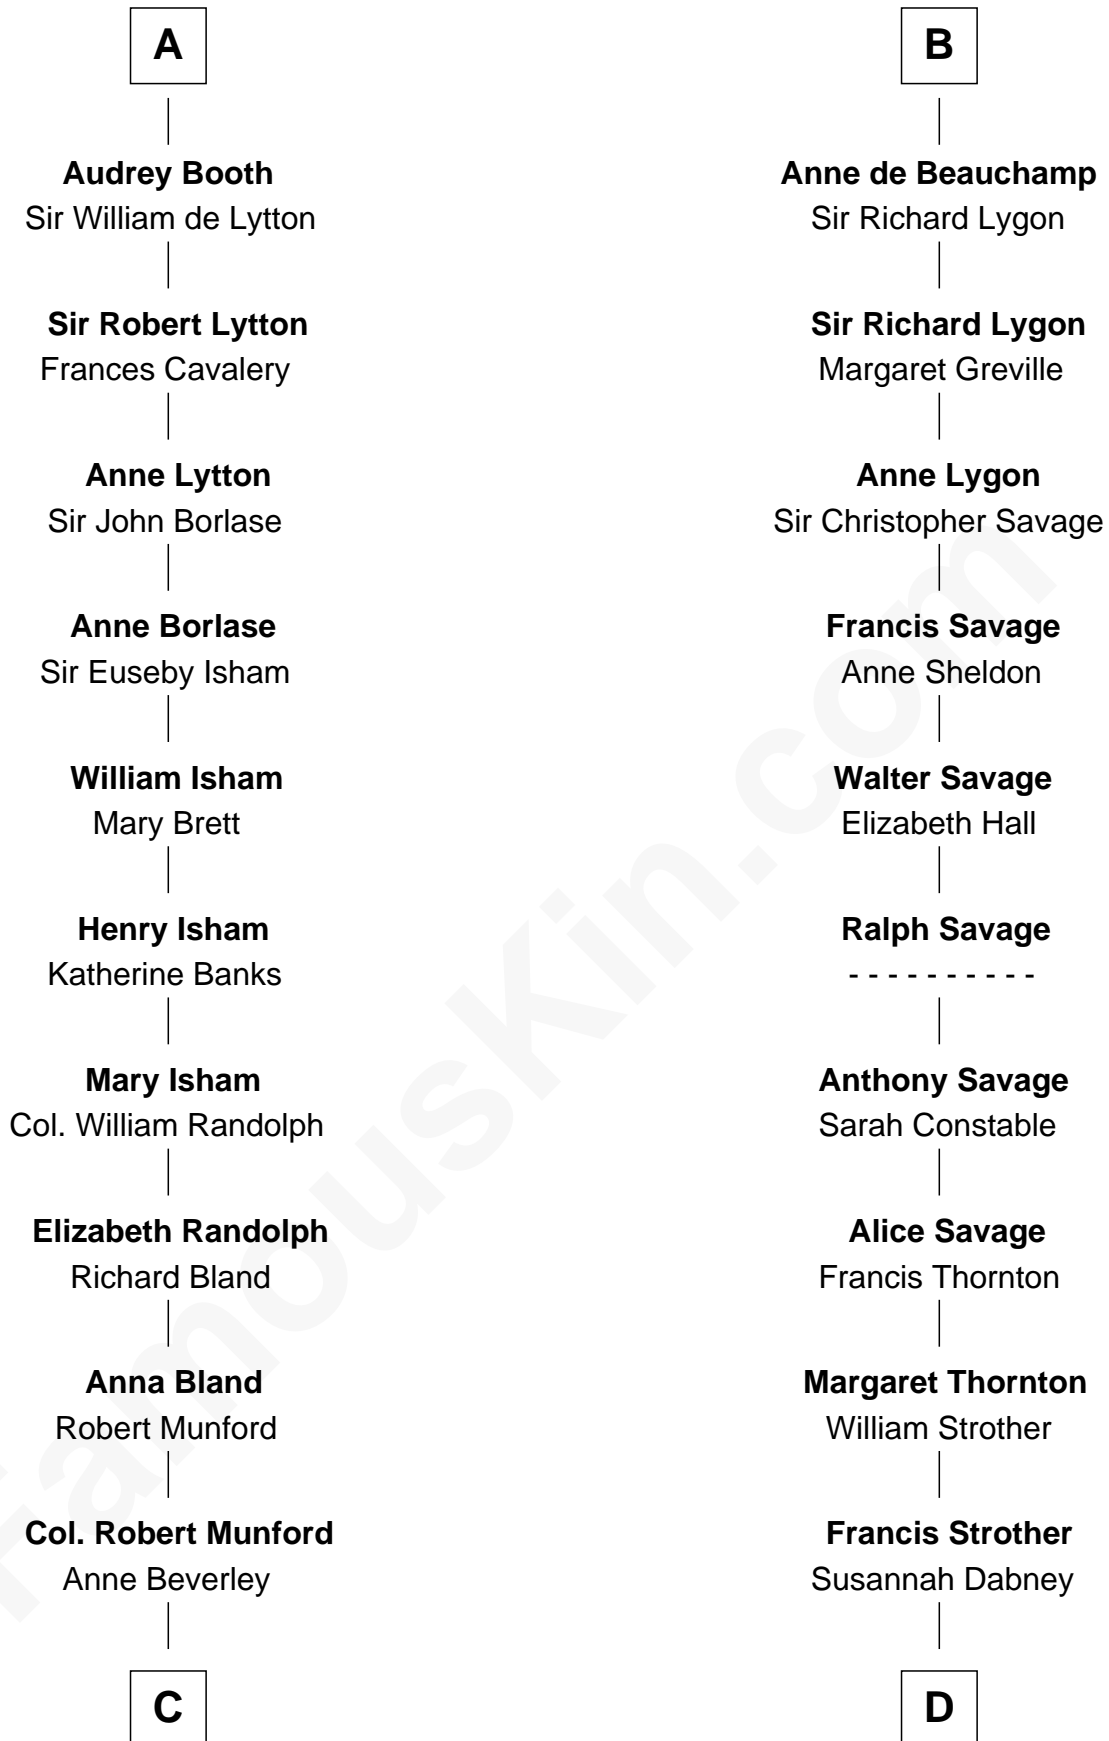 A
Audrey Booth
Sir William de Lytton
Sir Robert Lytton
Frances Cavalery
Anne Lytton
Sir John Borlase
Anne Borlase
Sir Euseby Isham
William Isham
Mary Brett
Henry Isham
Katherine Banks
Mary Isham
Col. William Randolph
Elizabeth Randolph
Richard Bland
Anna Bland
Robert Munford
Col. Robert Munford
Anne Beverley
C
B
Anne de Beauchamp
Sir Richard Lygon
Sir Richard Lygon
Margaret Greville
Anne Lygon
Sir Christopher Savage
Francis Savage
Anne Sheldon
Walter Savage
Elizabeth Hall
Ralph Savage
- - - - - - - - - -
Anthony Savage
Sarah Constable
Alice Savage
Francis Thornton
Margaret Thornton
William Strother
Francis Strother
Susannah Dabney
D
FamousKin.com